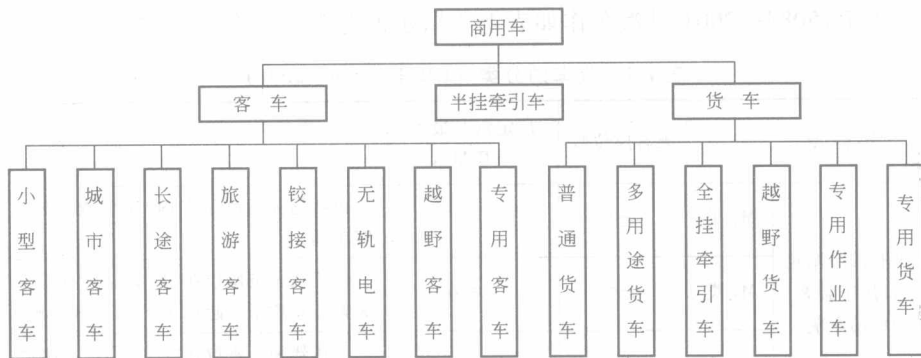 商用车
客 车
半挂牵引车
货 车
小型客车
城市客车
长途客车
旅游客车
铰接客车
无轨电车
越野客车
专用客车
普通货车
多用途货车
全挂牵引车
越野货车
专用作业车
专用货车